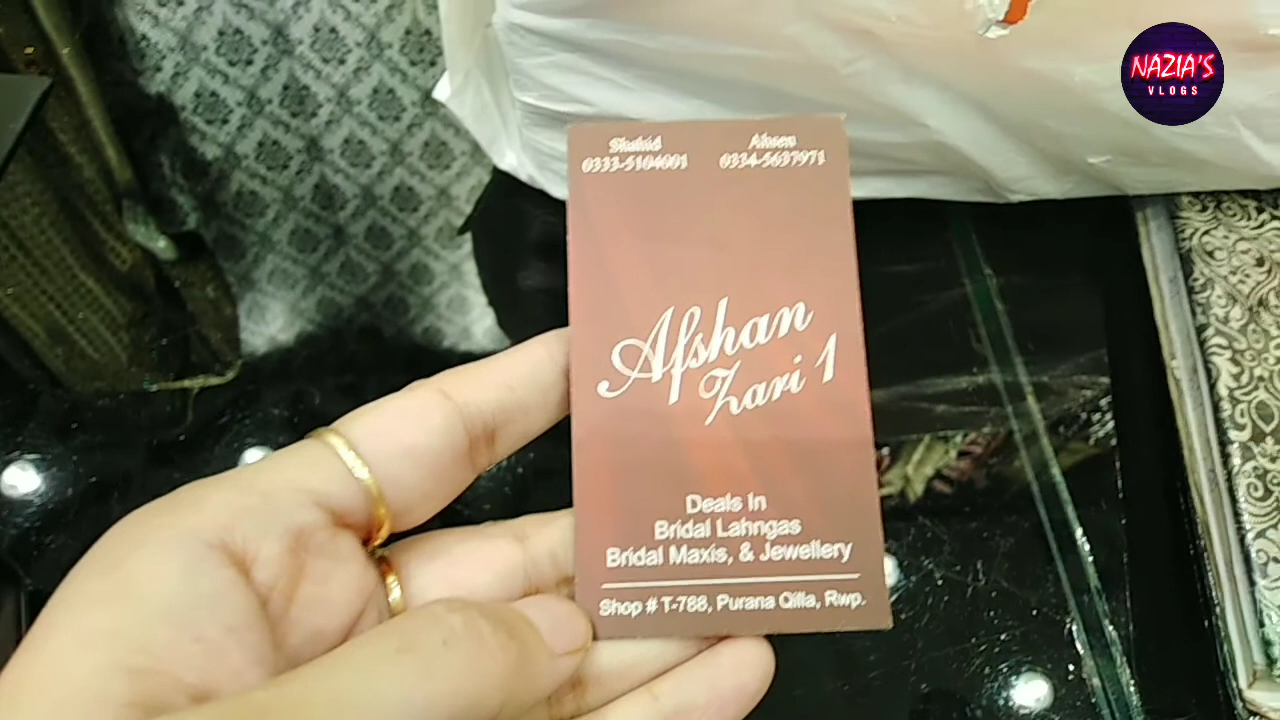 NAZIA'S
VLOGS
Shahid
0333-5104001
Ahsen
0334-5637971
Afshan
Zari 1
Deals In
Bridal Lahngas
Bridal Maxis, & Jewellery
Shop # T-788, Purana Qilla, Rwp.